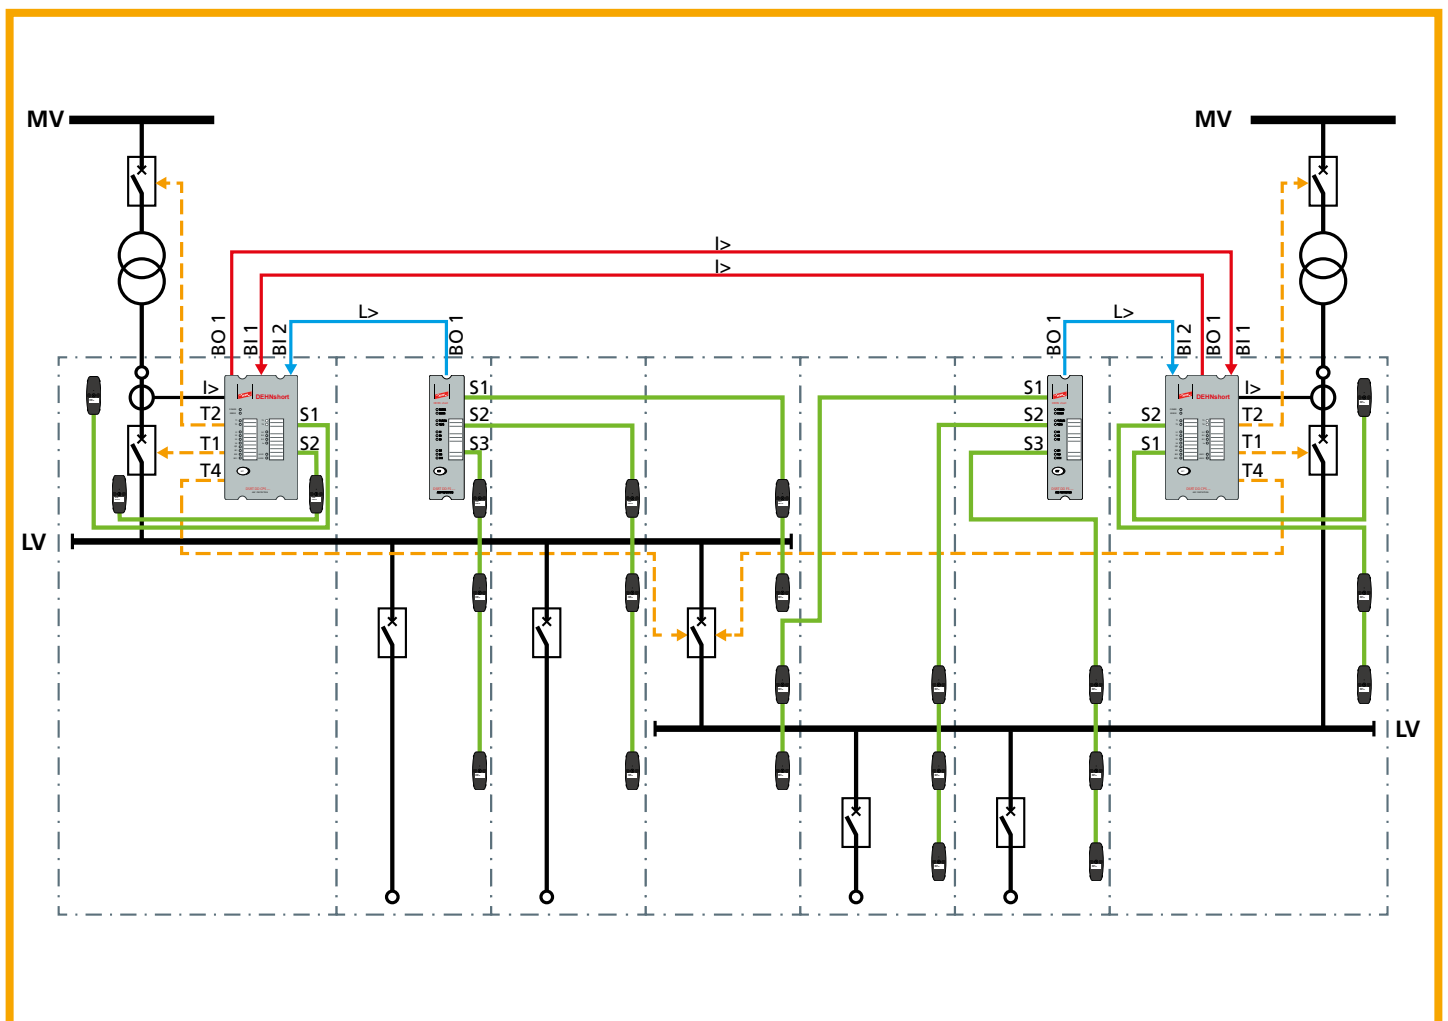 MV
MV
I>
I>
L>
L>
BO 1
BI 1
BI 2
BO 1
BO 1
BI 2
BO 1
BI 1
I>
T2
T1
T4
DEHNshort
S1
S2
S1
S2
S3
S1
S2
S3
S2
S1
DEHNshort
I>
T2
T1
T4
LV
LV